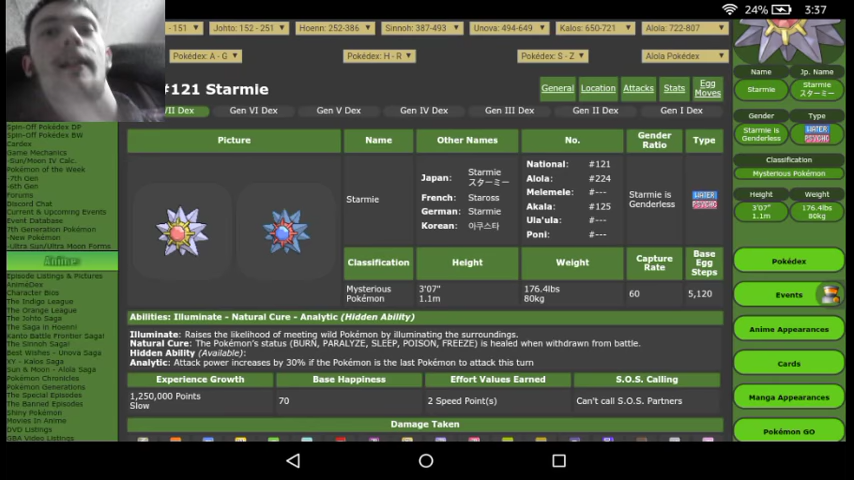 24% 3:37
- 151) Johto: 152 - 251) Hoenn: 252-386) Sinnoh: 387-493) Unova: 494-649) Kalos: 650-721) Alola: 722-807)
Pokédex: A - G Pokédex: H - R Pokédex: S - Z Alola Pokédex
#121 Starmie
General Location Attacks Stats Egg Moves
VII Dex Gen VI Dex Gen V Dex Gen IV Dex Gen III Dex Gen II Dex Gen I Dex
Picture Name Other Names No. Gender Ratio Type
Starmie
Japan: Starmie
スターミー
French: Staross
German: Starmie
Korean: 아쿠스타
National: #121
Alola: #224
Melemele: #---
Akala: #125
Ula'ula: #---
Poni: #---
Starmie is Genderless
WATER
PSYCHIC
Classification Height Weight Capture Rate Base Egg Steps
Mysterious Pokémon 3'07" 176.4lbs 60 5,120
1.1m 80kg
Abilities: Illuminate - Natural Cure - Analytic (Hidden Ability)
Illuminate: Raises the likelihood of meeting wild Pokémon by illuminating the surroundings.
Natural Cure: The Pokémon's status (BURN, PARALYZE, SLEEP, POISON, FREEZE) is healed when withdrawn from battle.
Hidden Ability (Available):
Analytic: Attack power increases by 30% if the Pokémon is the last Pokémon to attack this turn
Experience Growth Base Happiness Effort Values Earned S.O.S. Calling
1,250,000 Points
Slow
70
2 Speed Point(s)
Can't call S.O.S. Partners
Damage Taken
Spin-Off Pokédex DP
Spin-Off Pokédex BW
Cardex
Game Mechanics
-Sun/Moon IV Calc.
Pokémon of the Week
-7th Gen
-6th Gen
Forums
Discord Chat
Current & Upcoming Events
Event Database
7th Generation Pokémon
-New Pokémon
-Ultra Sun/Ultra Moon Forms
Anime
Episode Listings & Pictures
AniméDex
Character Bios
The Indigo League
The Orange League
The Johto Saga
The Saga in Hoenn!
Kanto Battle Frontier Saga!
The Sinnoh Saga!
Best Wishes - Unova Saga
XY - Kalos Saga
Sun & Moon - Alola Saga
Pokémon Chronicles
Pokémon Generations
The Special Episodes
The Banned Episodes
Shiny Pokémon
Movies In Anime
DVD Listings
GBA Video Listings
Name Jp. Name
Starmie Starmie
スターミー
Gender Type
Starmie is Genderless
WATER
PSYCHIC
Classification
Mysterious Pokémon
Height Weight
3'07" 176.4lbs
1.1m 80kg
Pokédex
Events
Anime Appearances
Cards
Manga Appearances
Pokémon GO